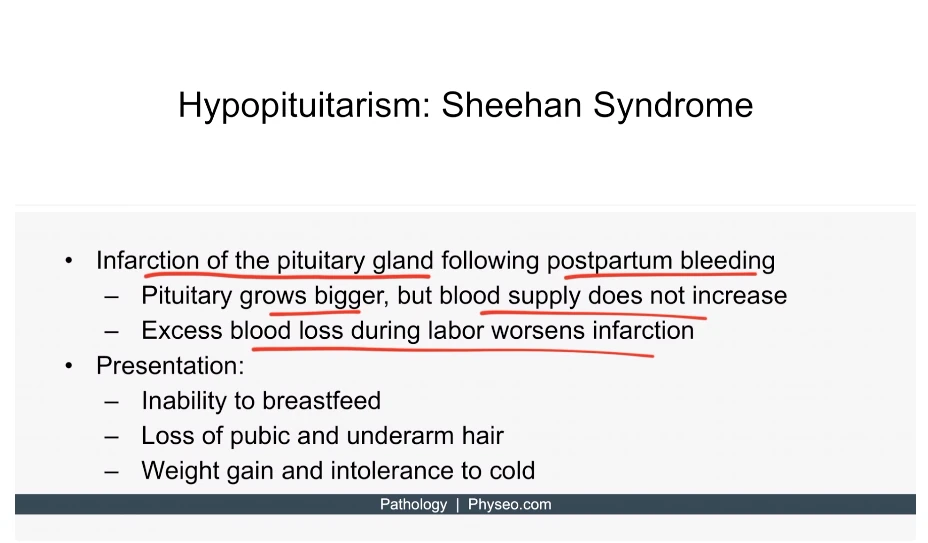 Hypopituitarism: Sheehan Syndrome
• Infarction of the pituitary gland following postpartum bleeding
– Pituitary grows bigger, but blood supply does not increase
– Excess blood loss during labor worsens infarction
• Presentation:
– Inability to breastfeed
– Loss of pubic and underarm hair
– Weight gain and intolerance to cold
Pathology | Physeo.com